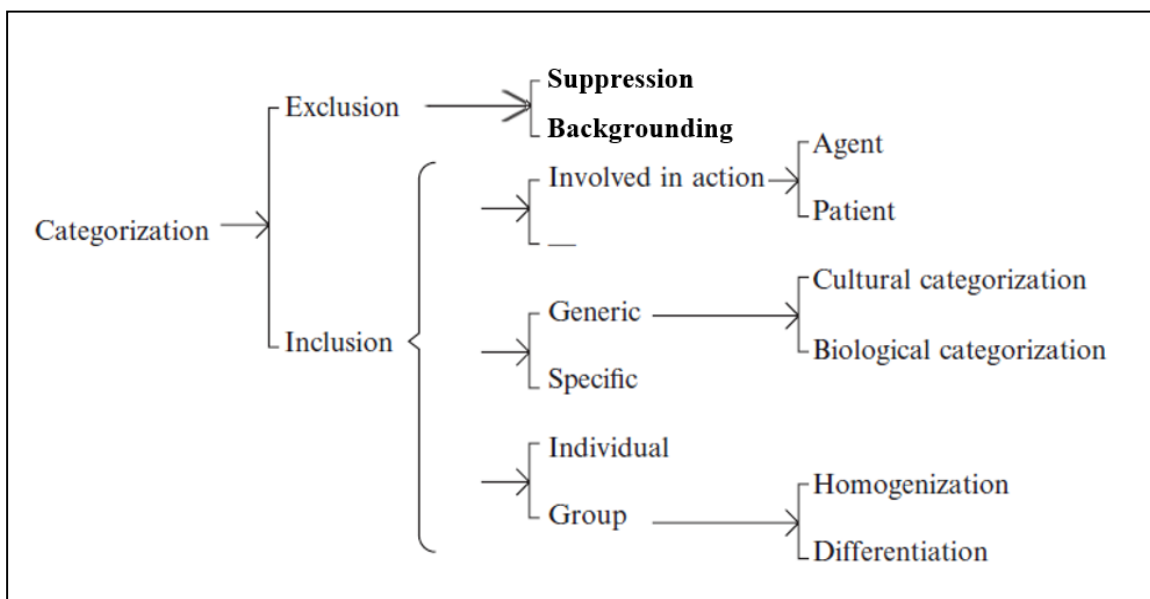 Categorization
Exclusion
Suppression
Backgrounding
Inclusion
Involved in action
Agent
Patient
Generic
Cultural categorization
Biological categorization
Specific
Individual
Group
Homogenization
Differentiation